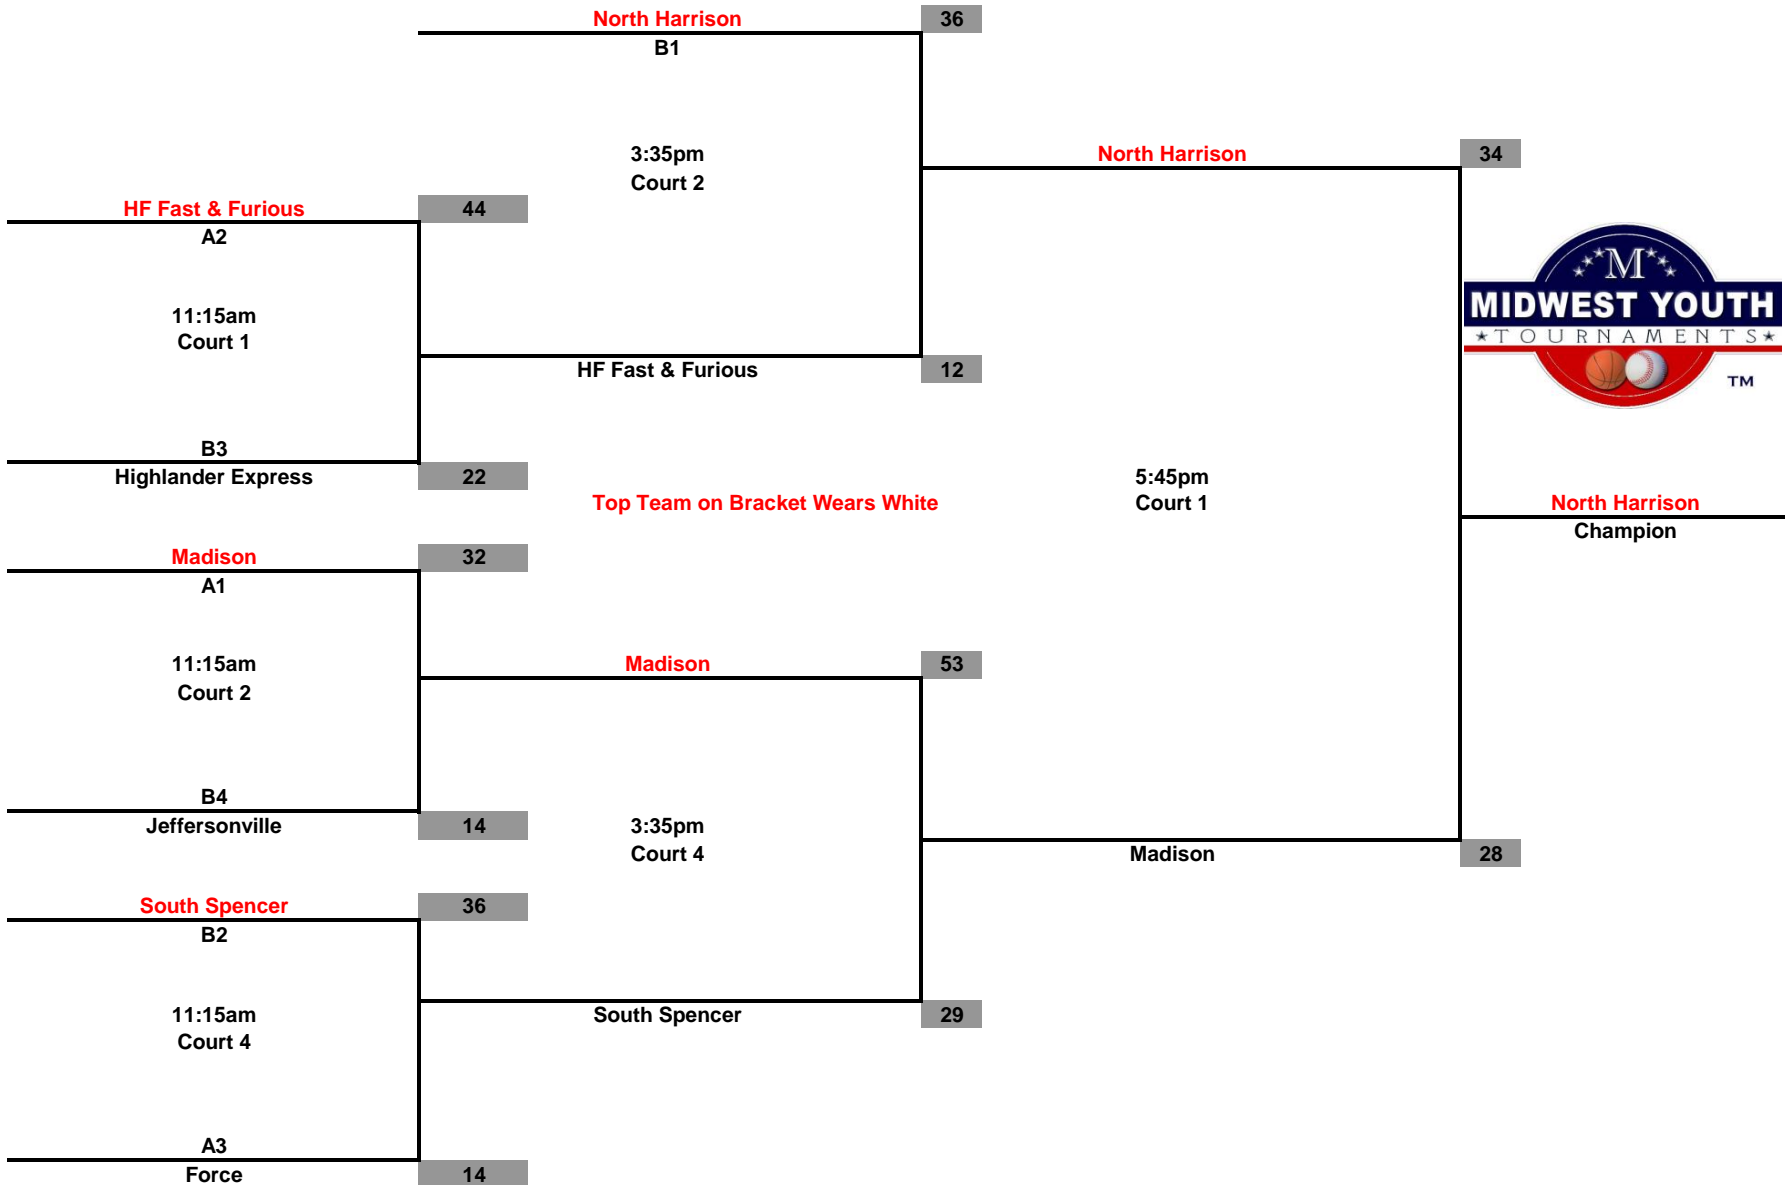 North Harrison 36
B1
3:35pm
Court 2
North Harrison 34
HF Fast & Furious 44
A2
11:15am
Court 1
M
MIDWEST YOUTH
TOURNAMENTS
TM
HF Fast & Furious 12
B3
Highlander Express 22
5:45pm
Top Team on Bracket Wears White
Court 1
North Harrison
Champion
Madison 32
A1
11:15am
Court 2
Madison 53
B4
Jeffersonville 14
3:35pm
Court 4
Madison 28
South Spencer 36
B2
11:15am
Court 4
South Spencer 29
A3
Force 14